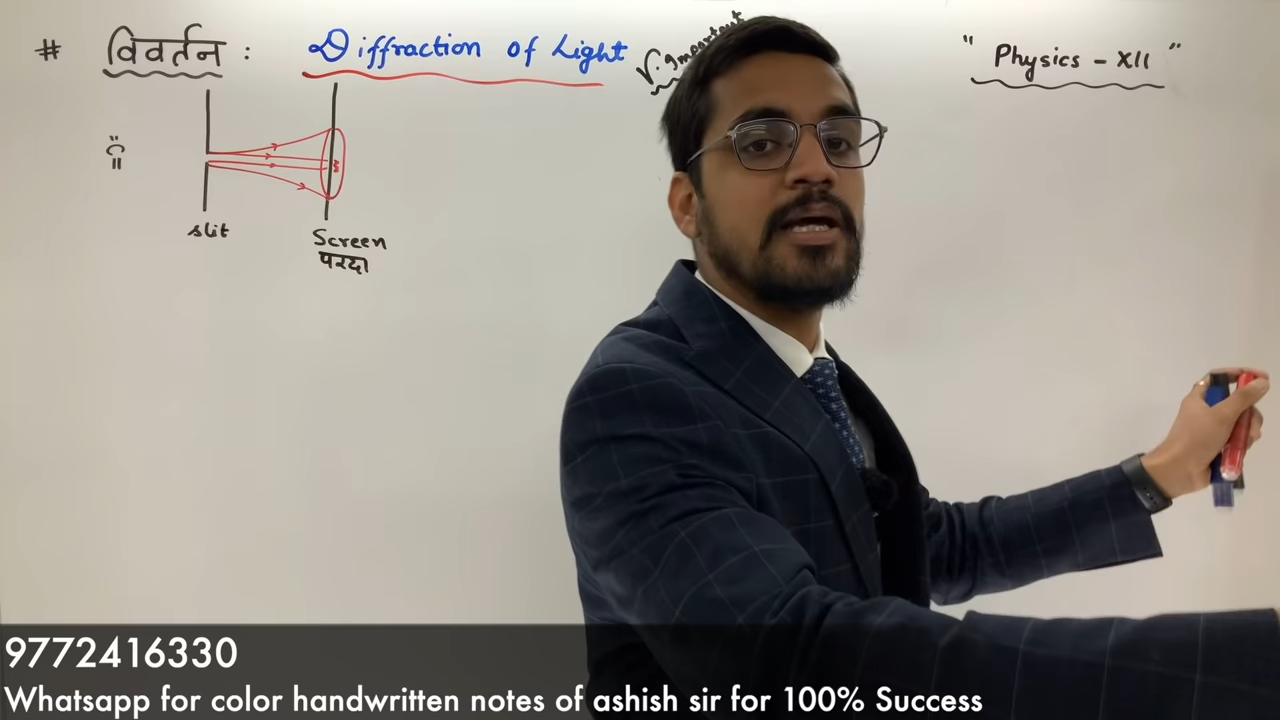 # विवर्तन : Diffraction of Light V. Important
" Physics - XII "
slit
Screen
परदा
9772416330
Whatsapp for color handwritten notes of ashish sir for 100% Success